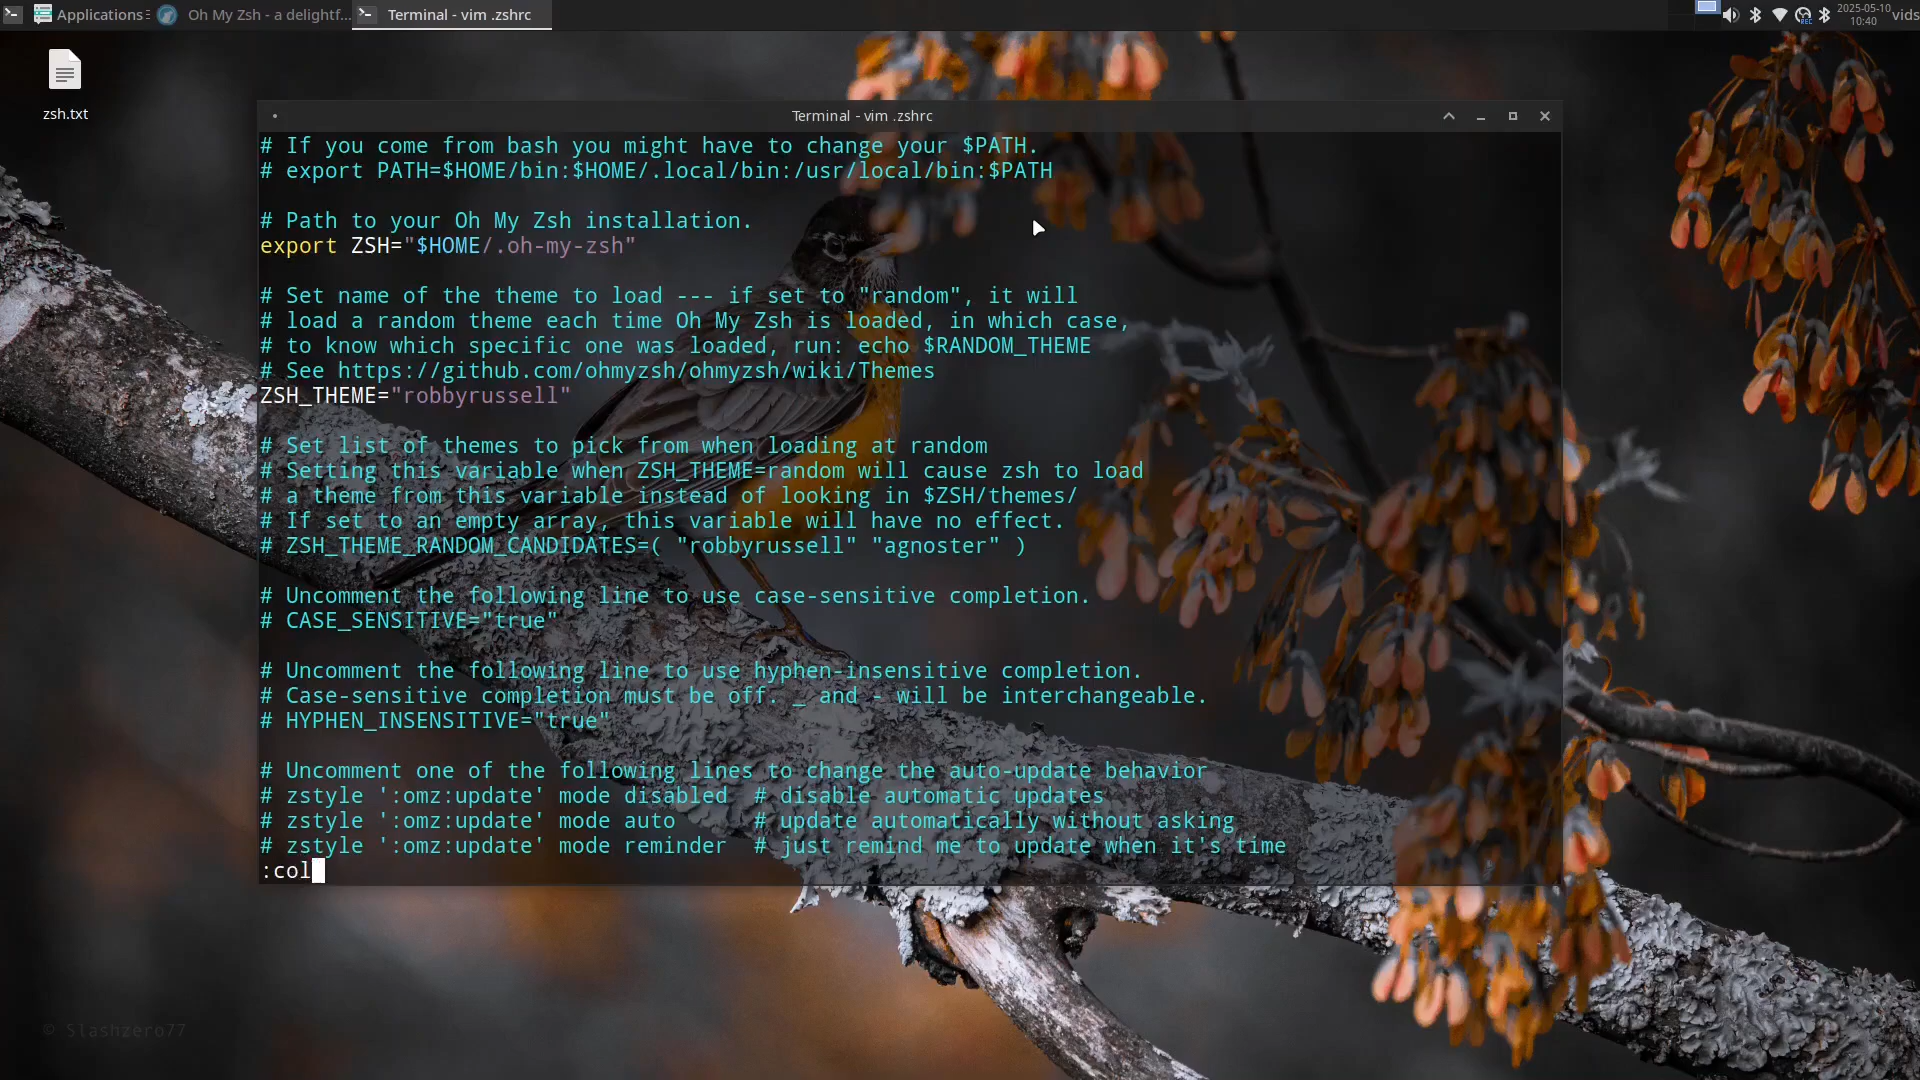 Applications
Oh My Zsh - a delightf...
Terminal - vim .zshrc
REC
2025-05-10
10:40
vids
zsh.txt
Terminal - vim .zshrc
# If you come from bash you might have to change your $PATH.
# export PATH=$HOME/bin:$HOME/.local/bin:/usr/local/bin:$PATH
# Path to your Oh My Zsh installation.
export ZSH="$HOME/.oh-my-zsh"
# Set name of the theme to load --- if set to "random", it will
# load a random theme each time Oh My Zsh is loaded, in which case,
# to know which specific one was loaded, run: echo $RANDOM_THEME
# See https://github.com/ohmyzsh/ohmyzsh/wiki/Themes
ZSH_THEME="robbyrussell"
# Set list of themes to pick from when loading at random
# Setting this variable when ZSH_THEME=random will cause zsh to load
# a theme from this variable instead of looking in $ZSH/themes/
# If set to an empty array, this variable will have no effect.
# ZSH_THEME_RANDOM_CANDIDATES=( "robbyrussell" "agnoster" )
# Uncomment the following line to use case-sensitive completion.
# CASE_SENSITIVE="true"
# Uncomment the following line to use hyphen-insensitive completion.
# Case-sensitive completion must be off. _ and - will be interchangeable.
# HYPHEN_INSENSITIVE="true"
# Uncomment one of the following lines to change the auto-update behavior
# zstyle ':omz:update' mode disabled  # disable automatic updates
# zstyle ':omz:update' mode auto      # update automatically without asking
# zstyle ':omz:update' mode reminder  # just remind me to update when it's time
:col
© Slashzero77